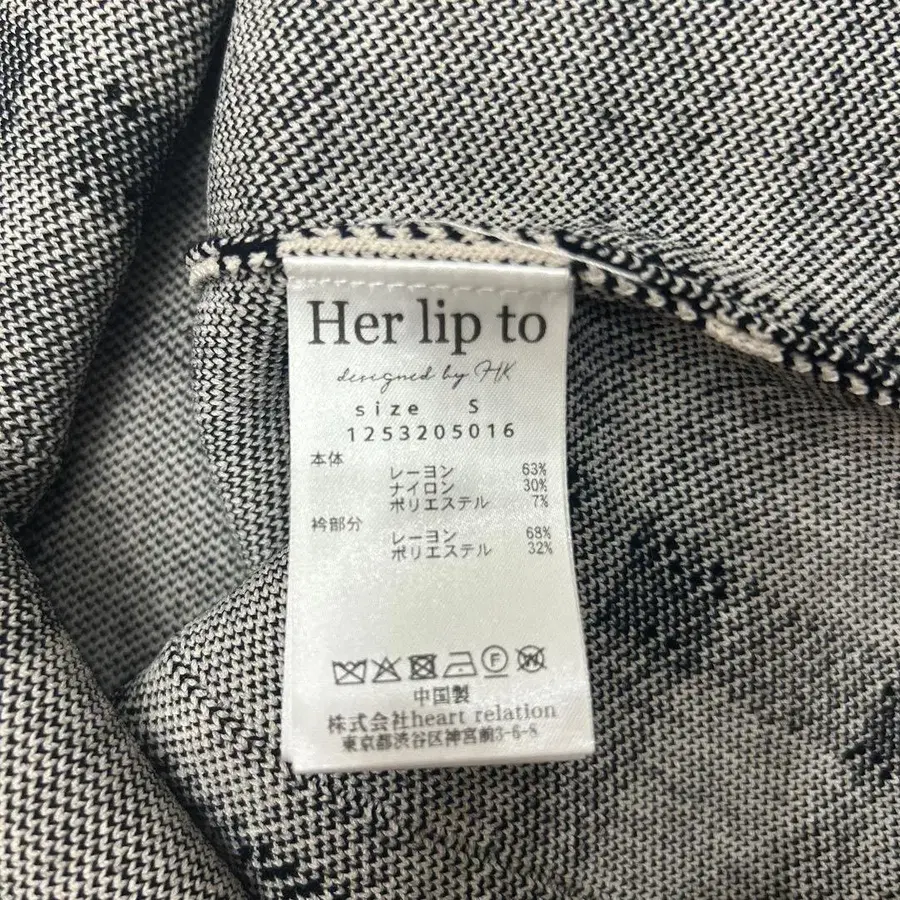 Her lip to
designed by HK
size S
1253205016
本体
レーヨン 63%
ナイロン 30%
ポリエステル 7%
衿部分
レーヨン 68%
ポリエステル 32%
F
W
中国製
株式会社heart relation
東京都渋谷区神宮前3-6-8